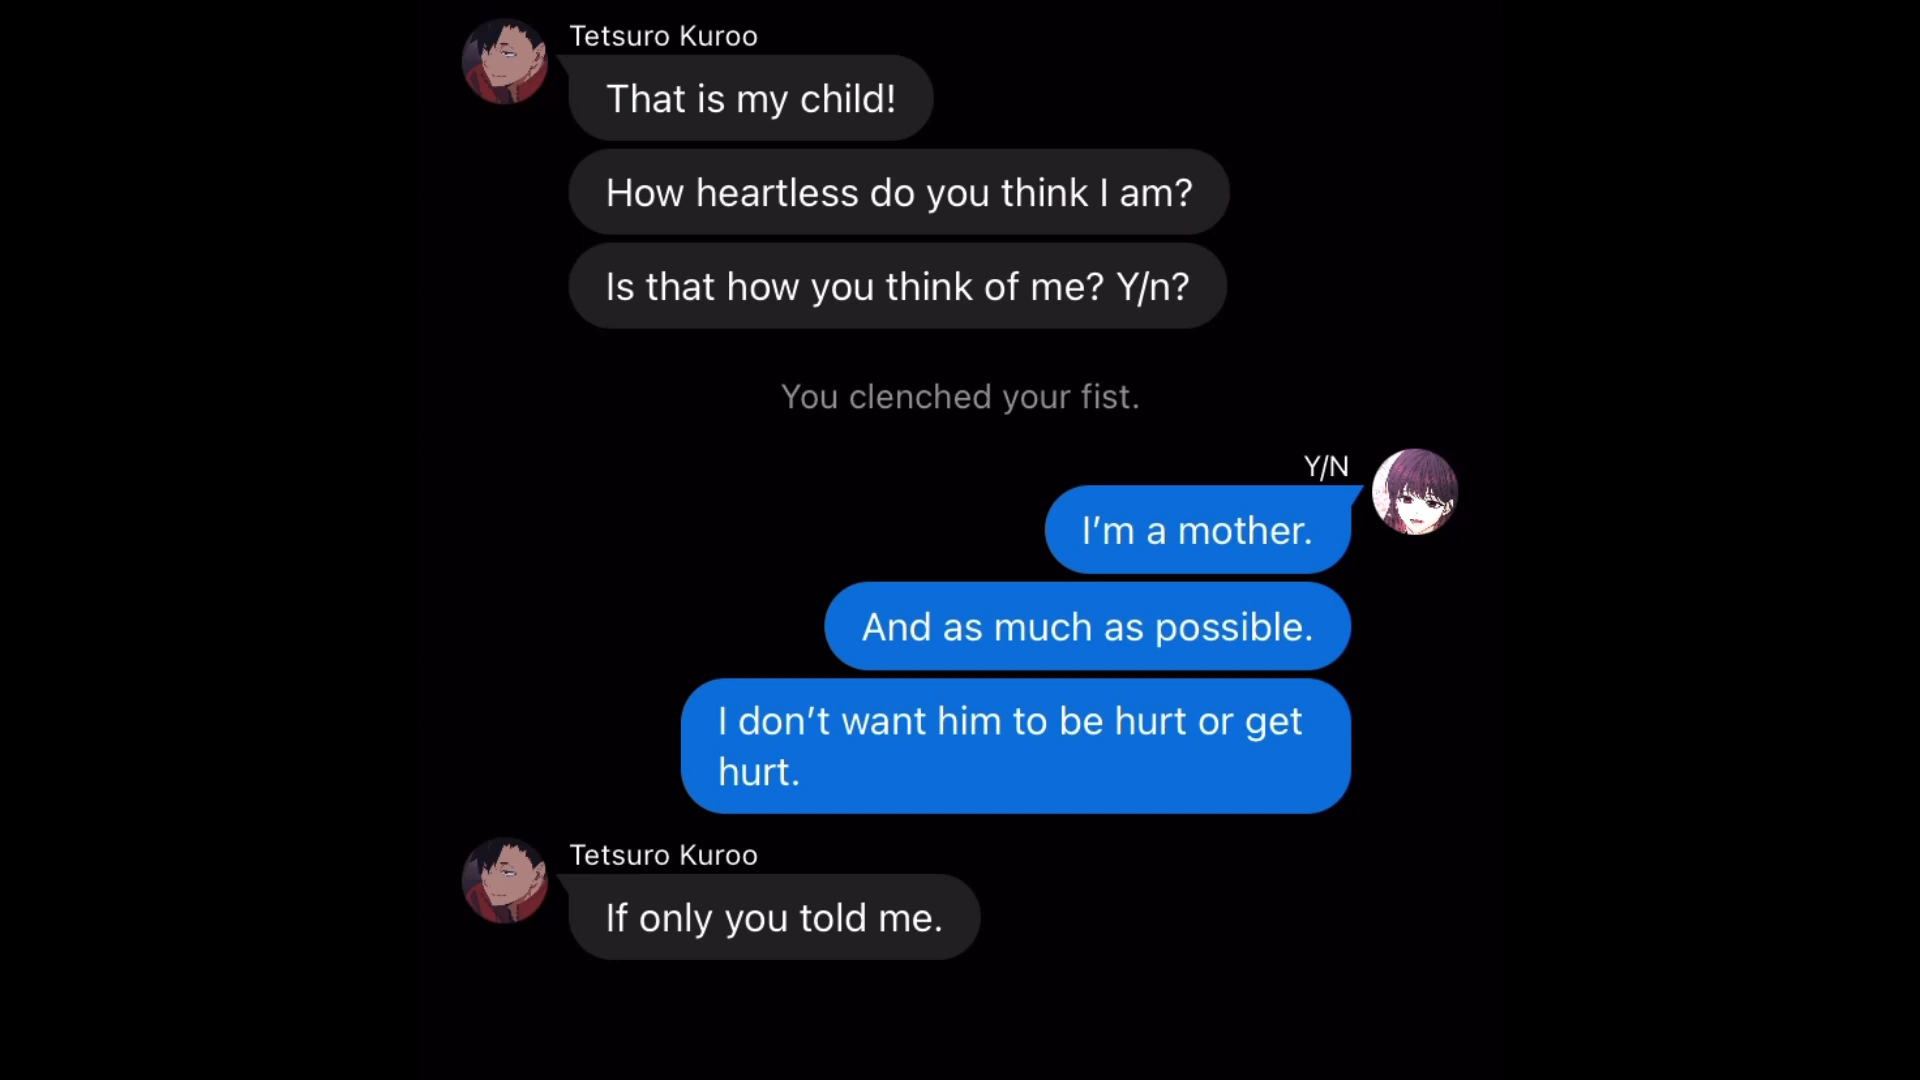 Tetsuro Kuroo
That is my child!
How heartless do you think I am?
Is that how you think of me? Y/n?
You clenched your fist.
Y/N
I’m a mother.
And as much as possible.
I don’t want him to be hurt or get
hurt.
Tetsuro Kuroo
If only you told me.